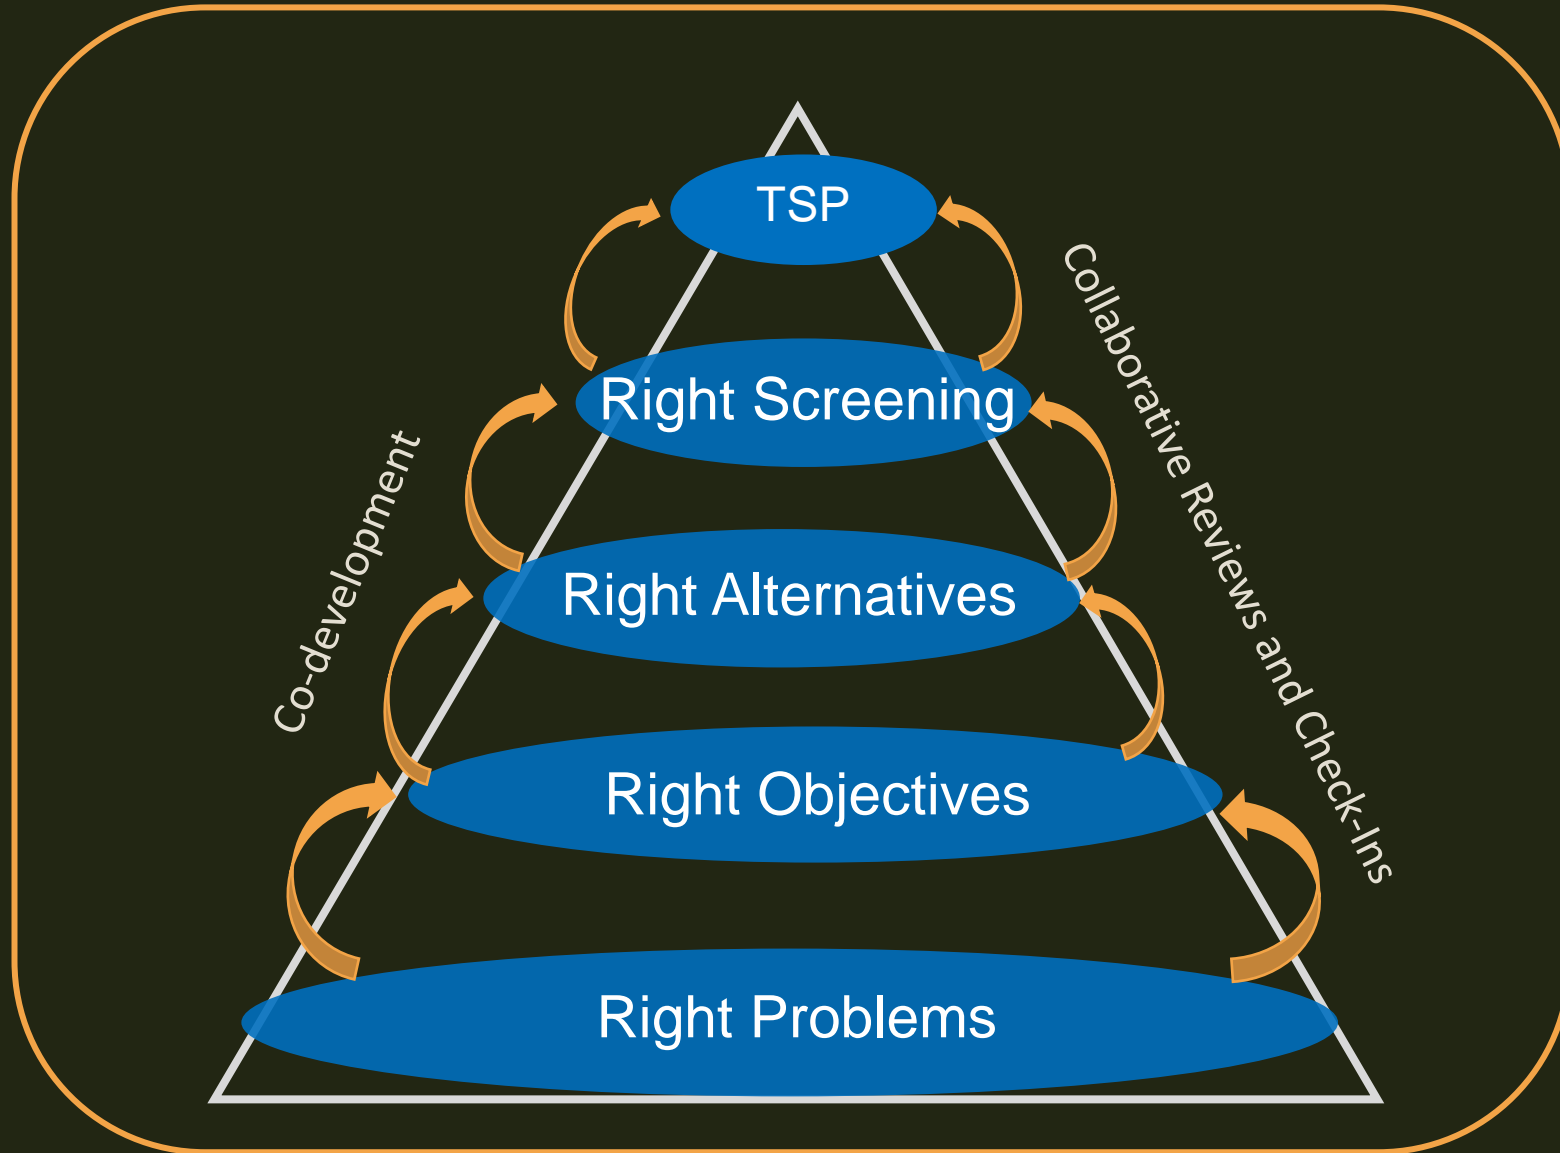 TSP
Right Screening
Right Alternatives
Right Objectives
Right Problems
Co-development
Collaborative Reviews and Check-Ins